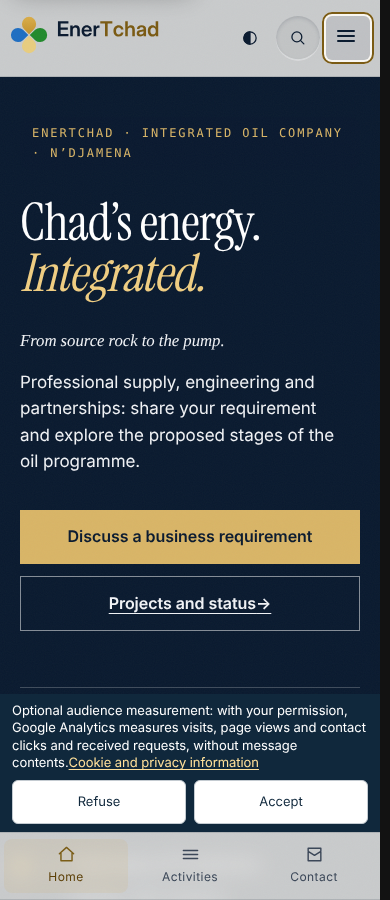 EnerTchad
ENERTCHAD · INTEGRATED OIL COMPANY
· N’DJAMENA
Chad’s energy.
Integrated.
From source rock to the pump.
Professional supply, engineering and
partnerships: share your requirement
and explore the proposed stages of the
oil programme.
Discuss a business requirement
Projects and status→
Optional audience measurement: with your permission,
Google Analytics measures visits, page views and contact
clicks and received requests, without message
contents.Cookie and privacy information
Refuse
Accept
Home
Activities
Contact